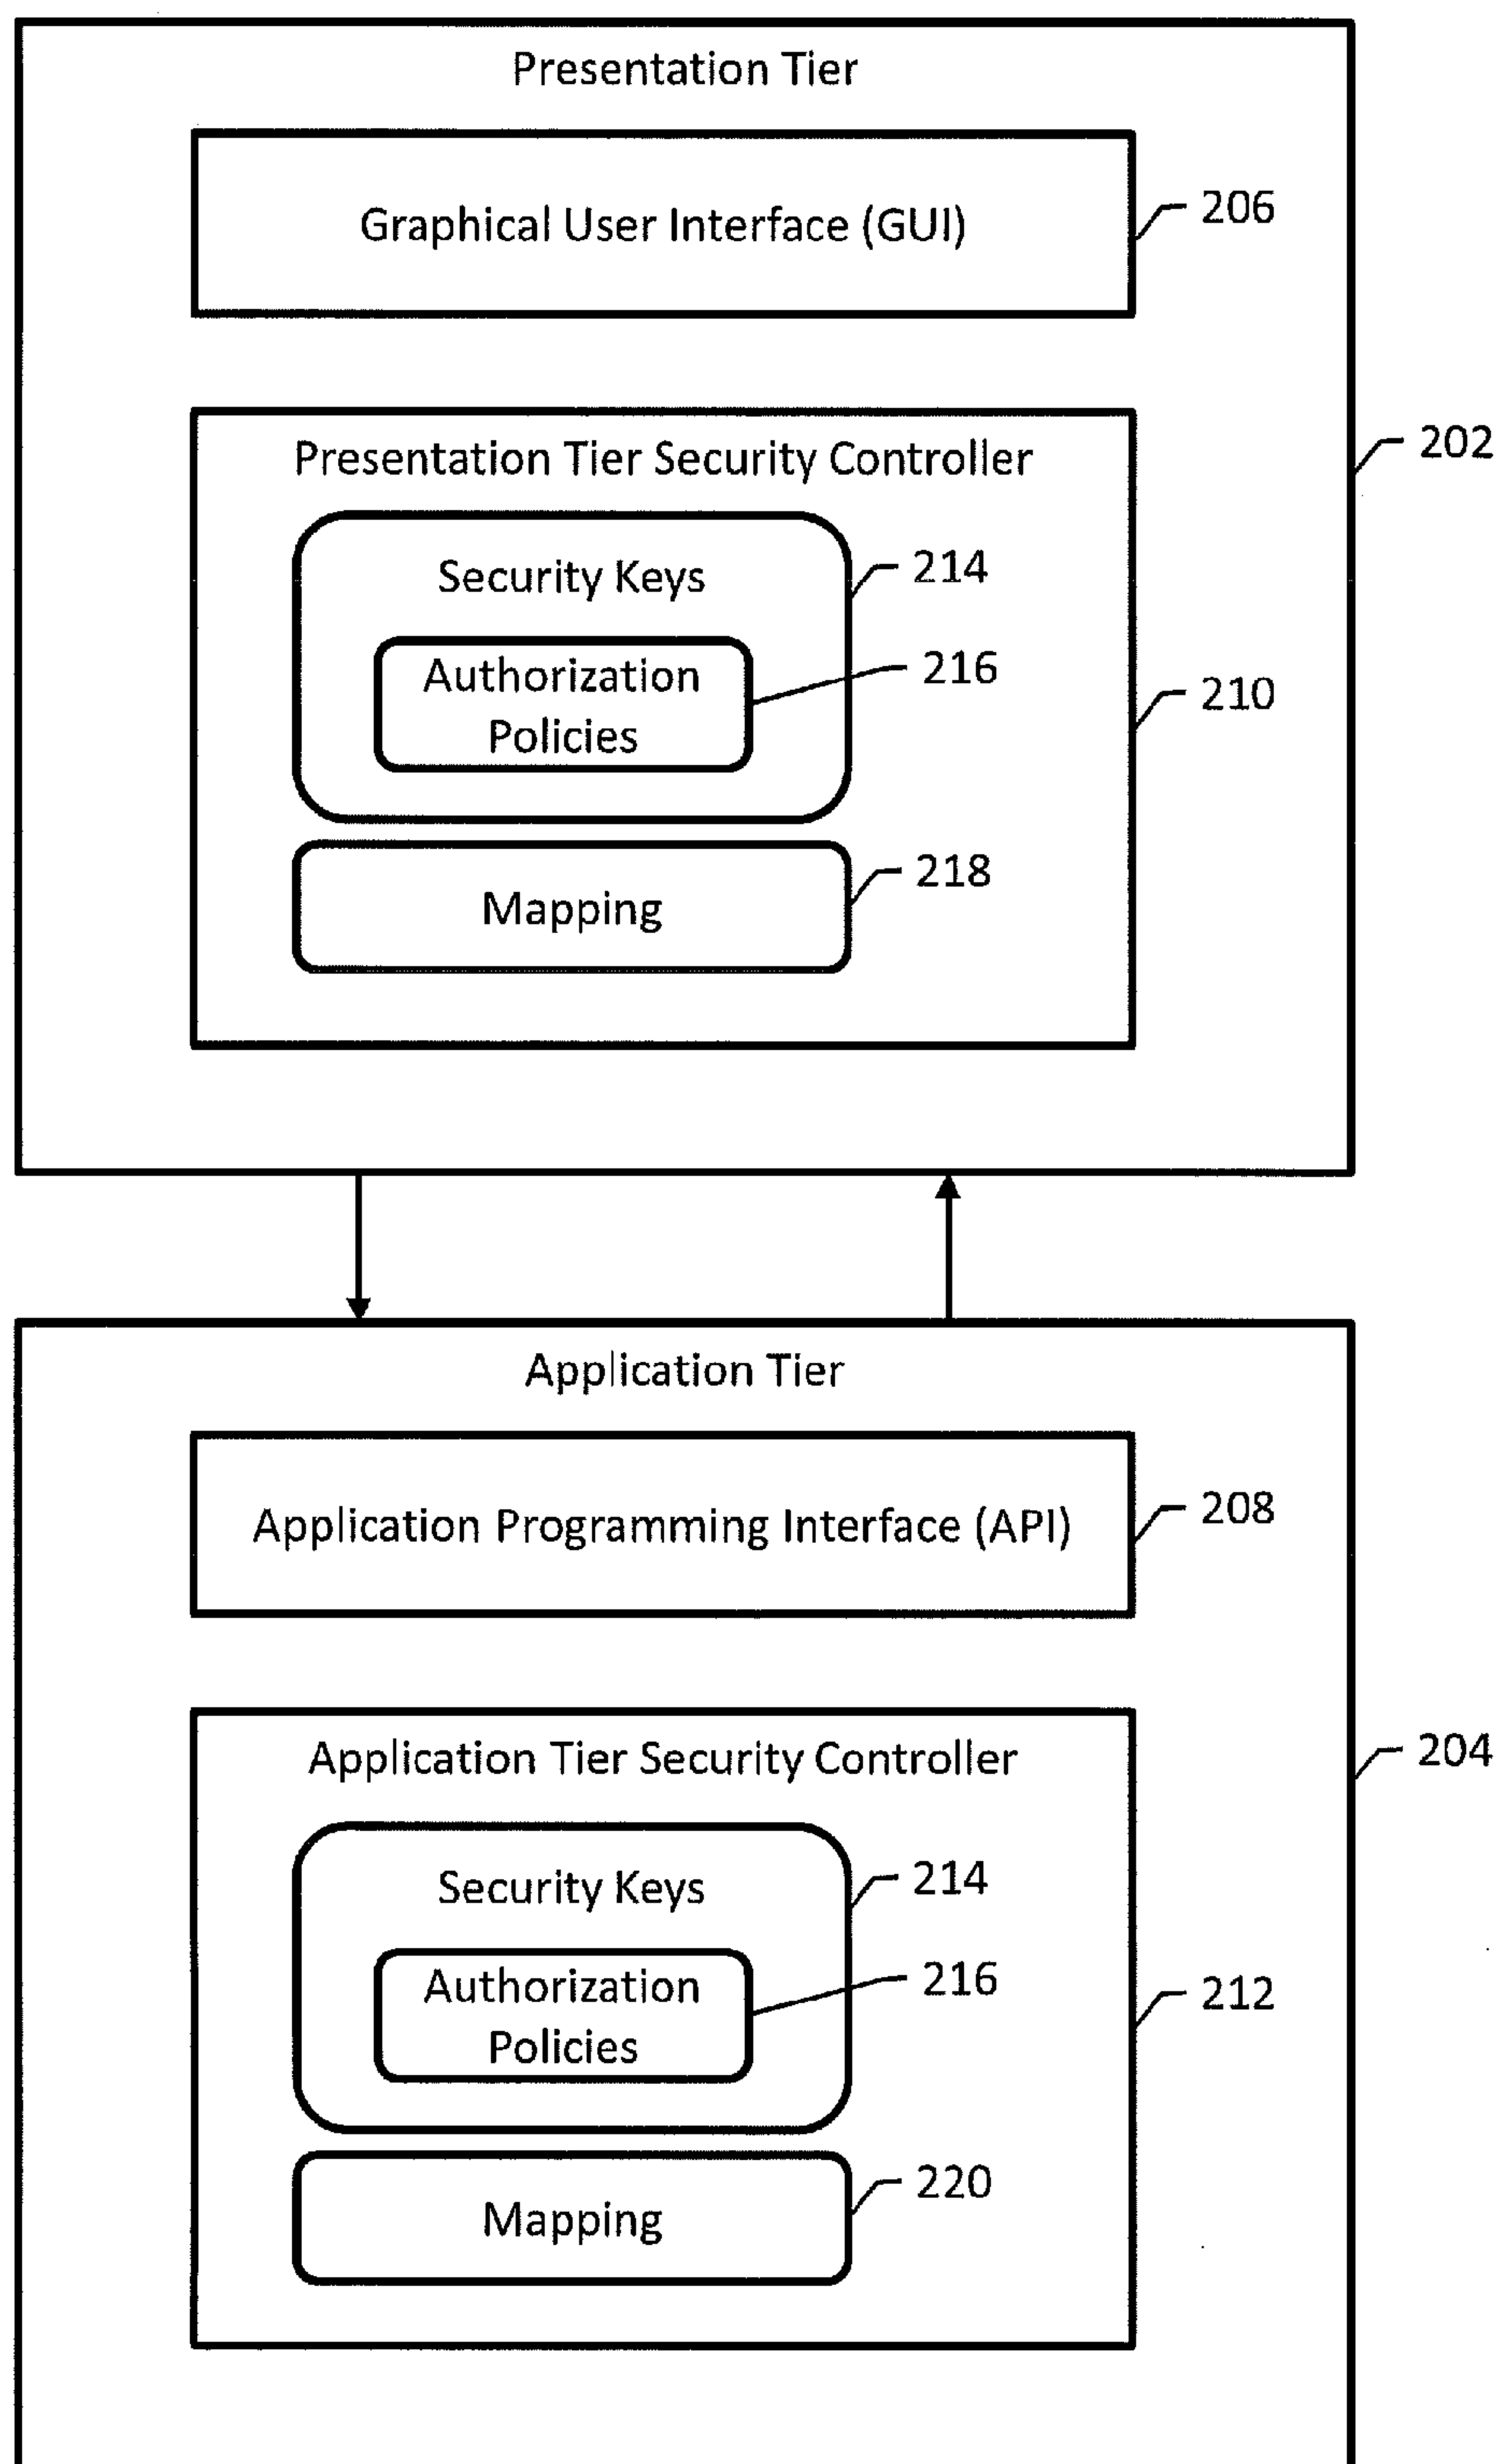 Presentation Tier
Graphical User Interface (GUI)
206
202
Presentation Tier Security Controller
Security Keys
214
Authorization
Policies
216
210
Mapping
218
Application Tier
Application Programming Interface (API)
208
204
Application Tier Security Controller
Security Keys
214
Authorization
Policies
216
212
Mapping
220